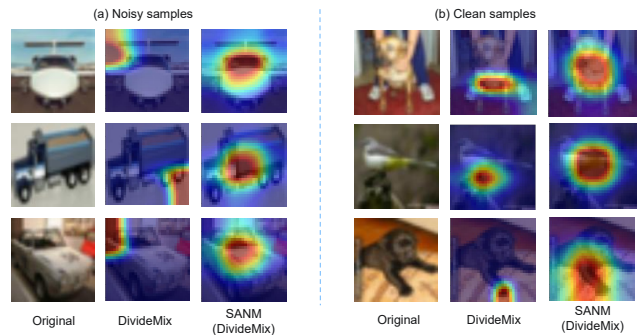 (a) Noisy samples
(b) Clean samples
Original
DivideMix
SANM
(DivideMix)
Original
DivideMix
SANM
(DivideMix)